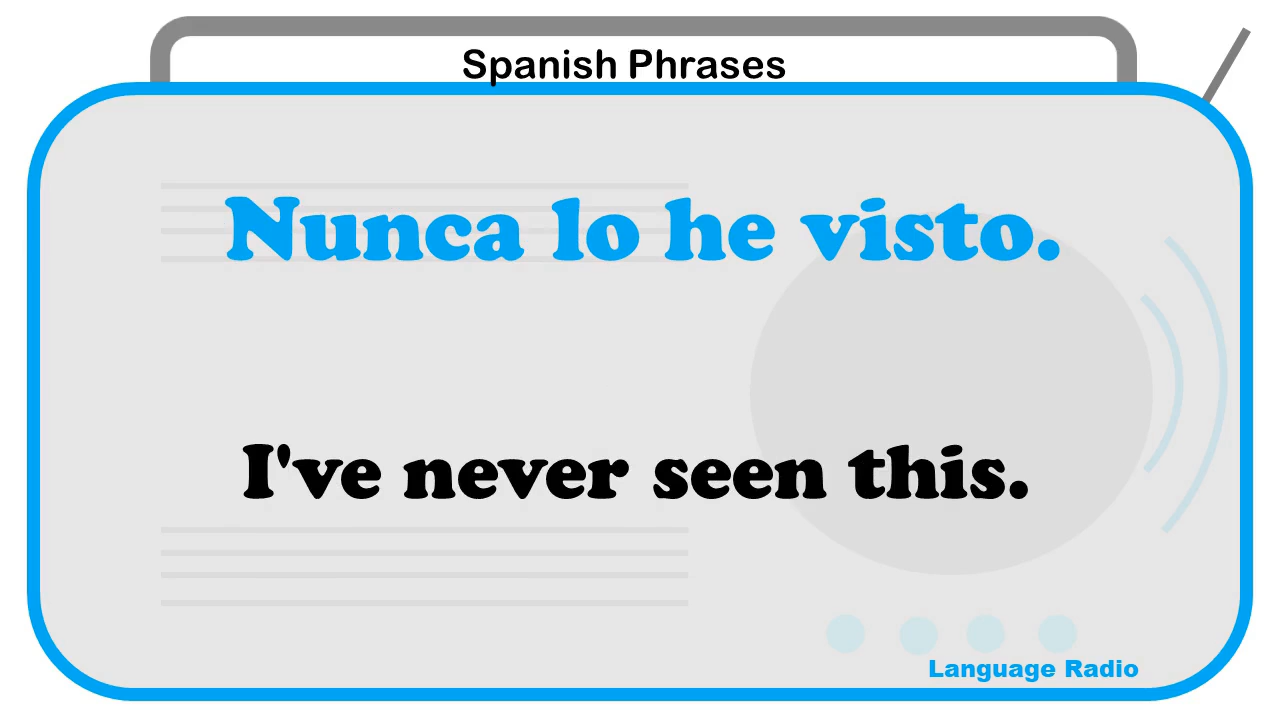 Spanish Phrases
Nunca lo he visto.
I've never seen this.
Language Radio